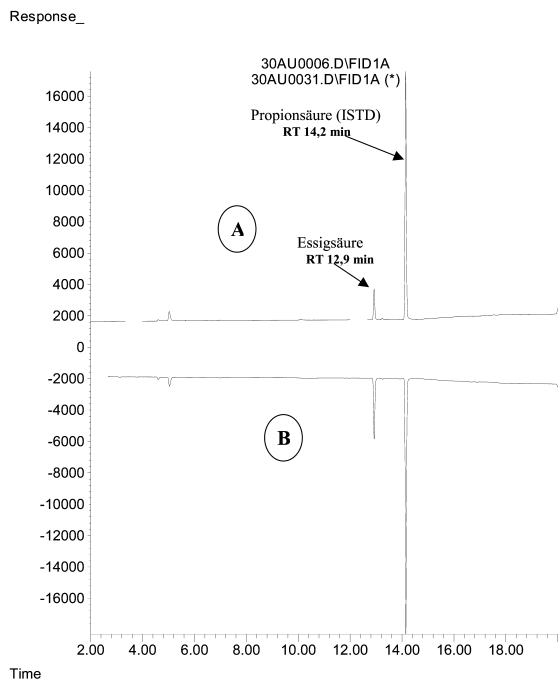 Response_
30AU0006.D\FID1A
30AU0031.D\FID1A (*)
16000
Propionsäure (ISTD)
14000
RT 14,2 min
12000
10000
8000
A
Essigsäure
6000
RT 12,9 min
4000
2000
0
-2000
-4000
B
-6000
-8000
-10000
-12000
-14000
-16000
2.00 4.00 6.00 8.00 10.00 12.00 14.00 16.00 18.00
Time